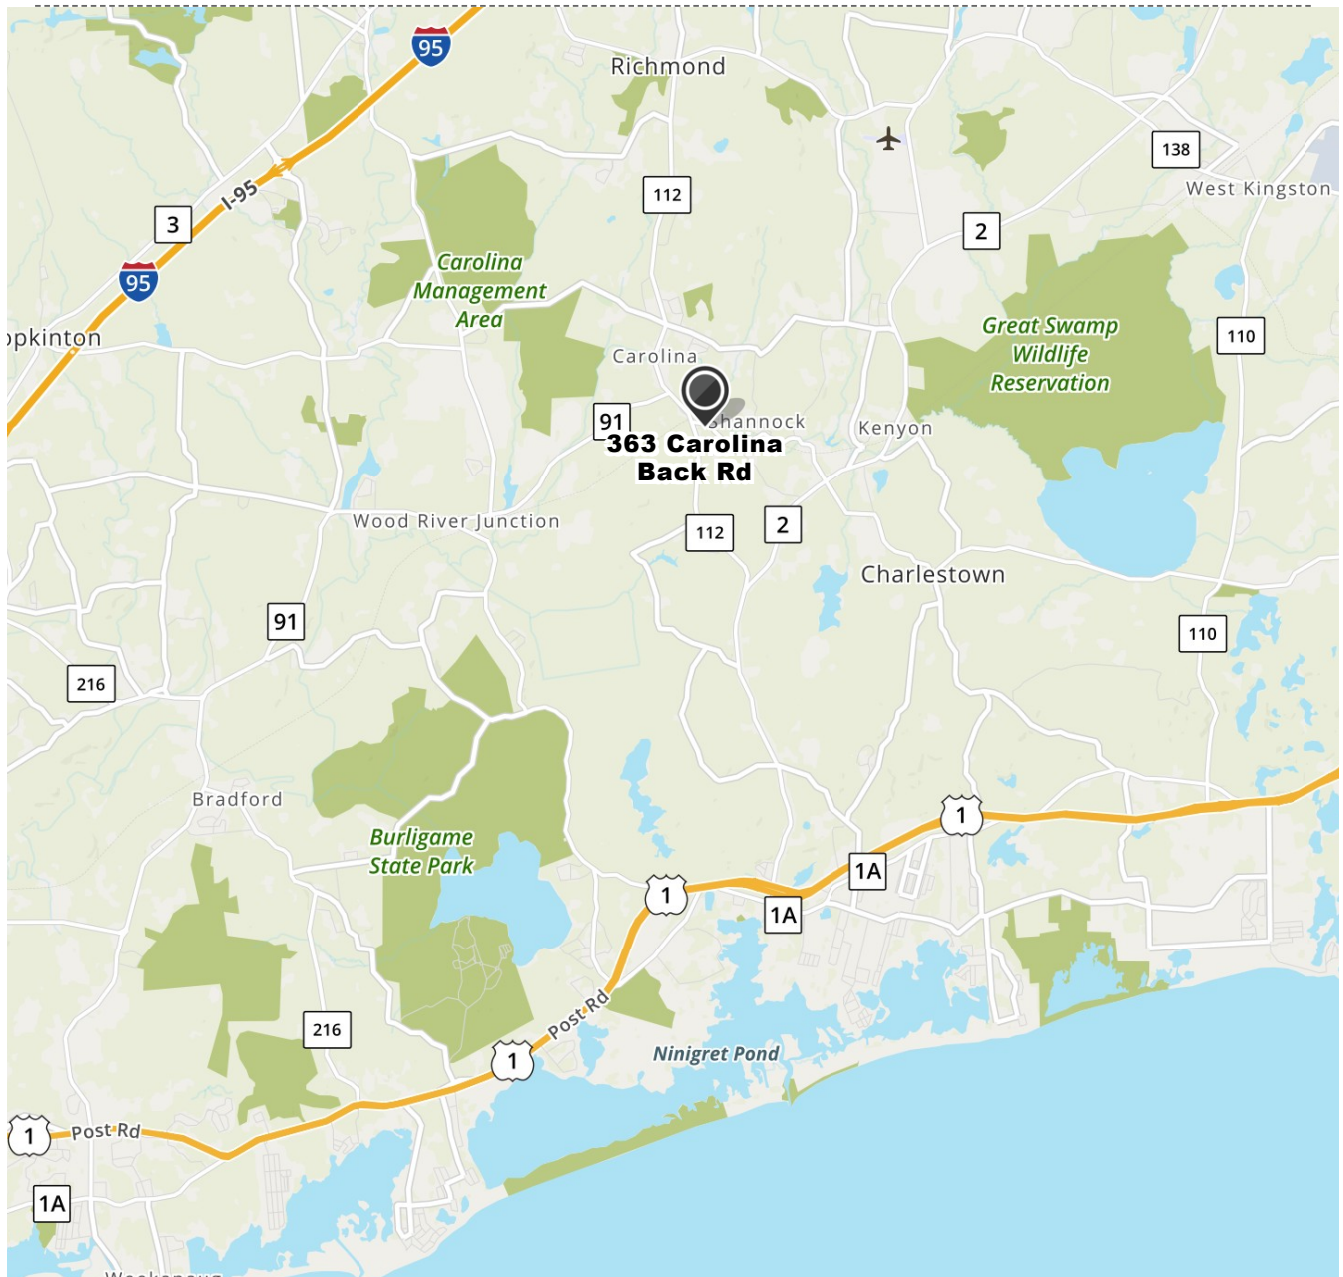 95
Richmond
138
West Kingston
112
I-95
3
2
95
Carolina
Management
Area
Great Swamp
Wildlife
Reservation
opkinton
110
Carolina
91
Shannock
Kenyon
363 Carolina
Back Rd
Wood River Junction
112
2
Charlestown
91
110
216
Bradford
1
Burligame
State Park
1A
1
1A
Post Rd
216
Ninigret Pond
1
1
Post Rd
1A